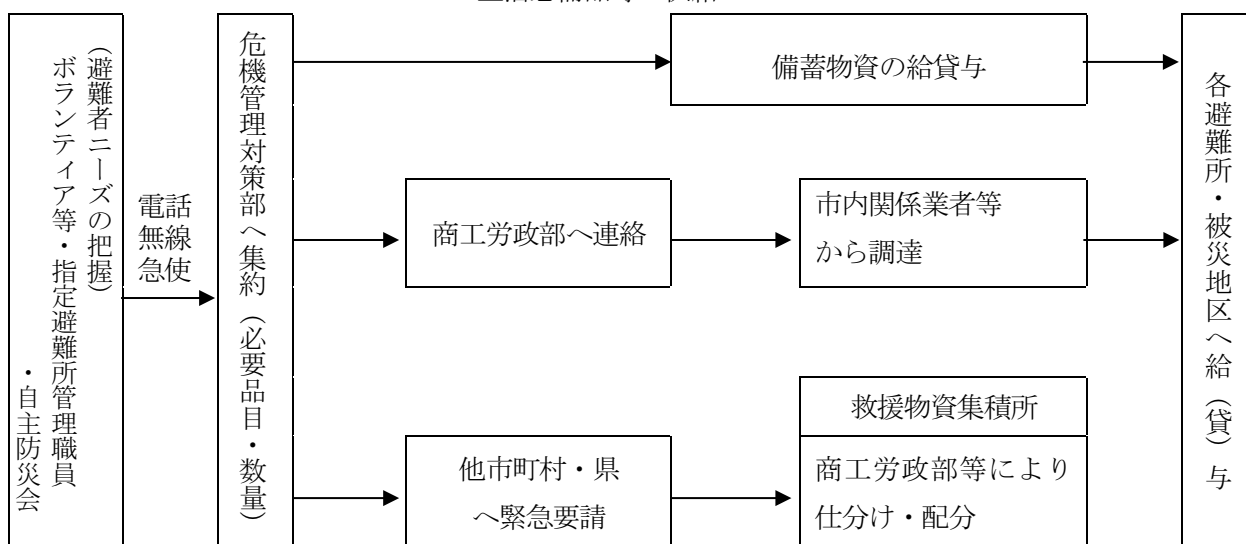 (避難者ニーズの把握)
ボランティア等・指定避難所管理職員
・自主防災会
電話
無線
急使
危機管理対策部へ集約(必要品目・数量)
備蓄物資の給貸与
商工労政部へ連絡
市内関係業者等
から調達
他市町村・県
へ緊急要請
救援物資集積所
商工労政部等により
仕分け・配分
各避難所・被災地区へ給(貸)与